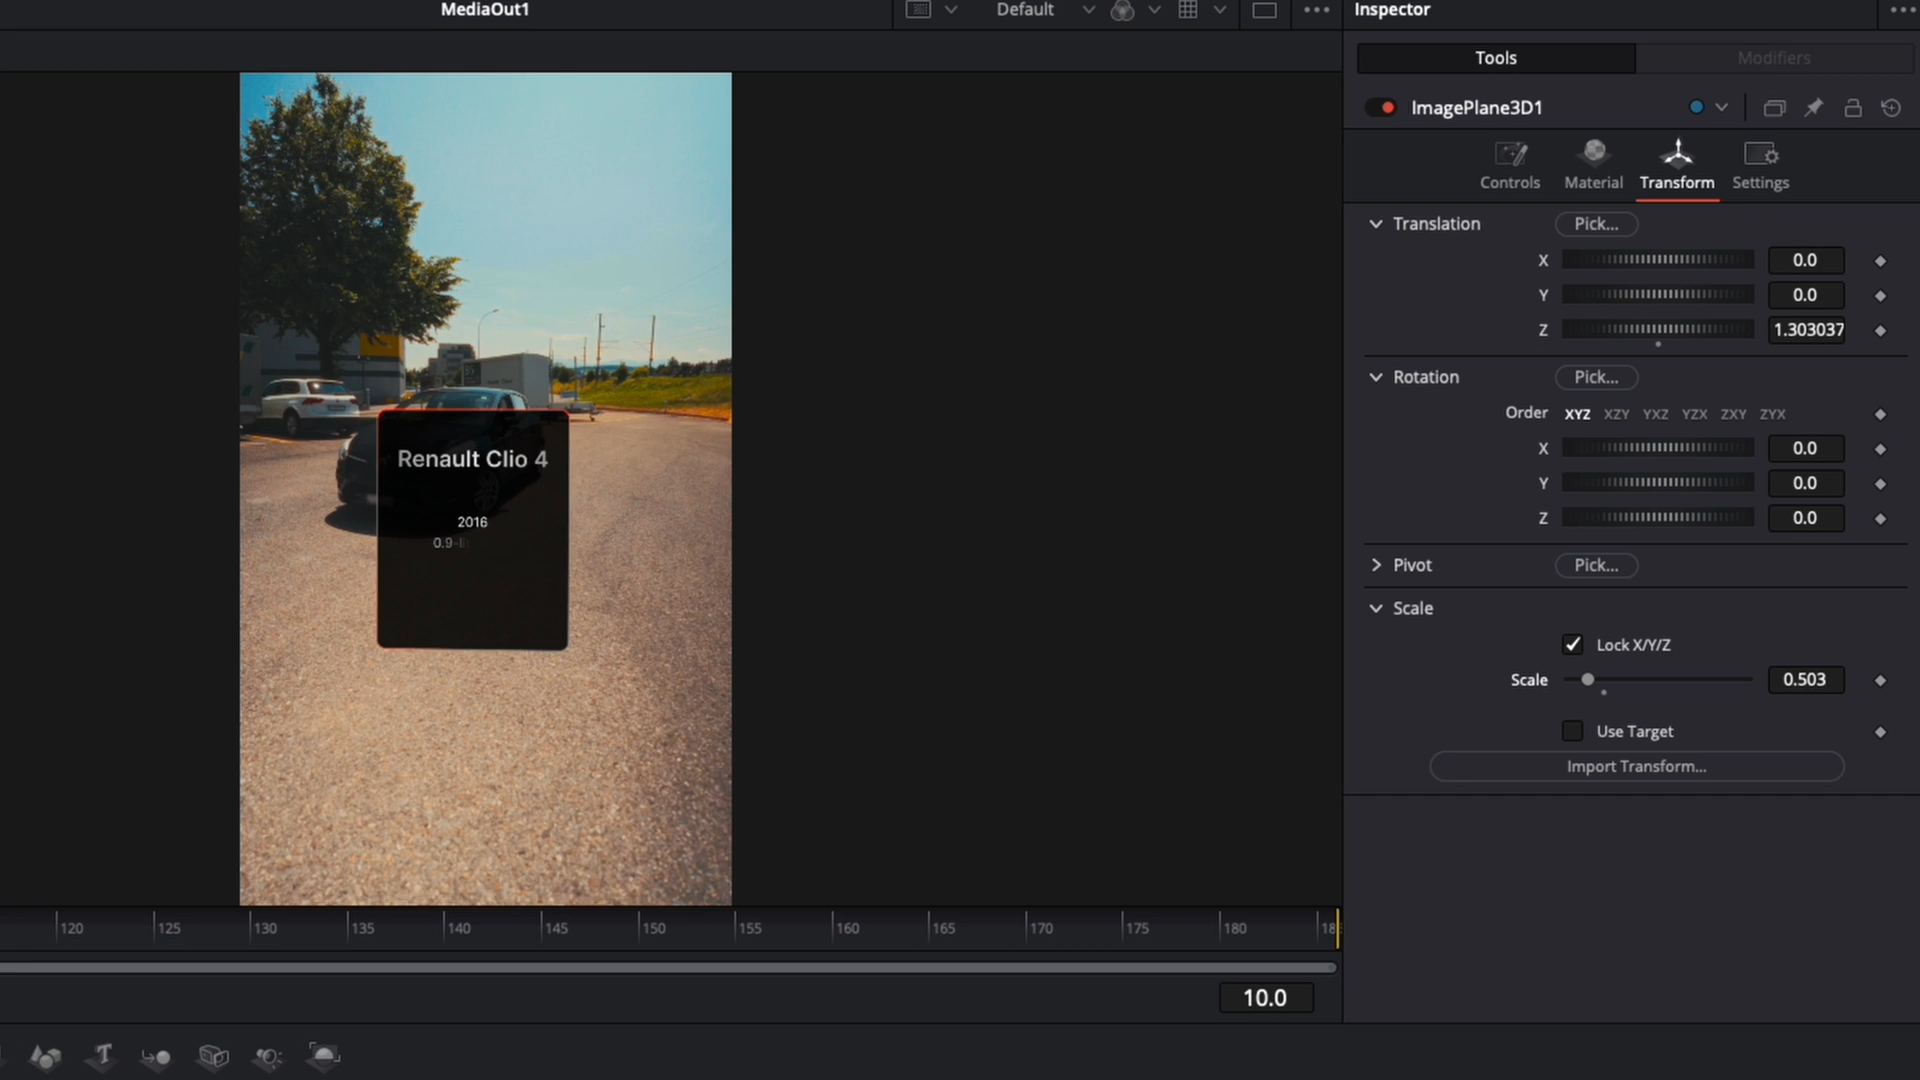 MediaOut1
Default
Inspector
Tools
Modifiers
ImagePlane3D1
Controls
Material
Transform
Settings
Translation
Pick...
X
0.0
Y
0.0
Z
1.303037
Rotation
Pick...
Order
XYZ XZY YXZ YZX ZXY ZYX
X
0.0
Y
0.0
Z
0.0
Pivot
Pick...
Scale
Lock X/Y/Z
Scale
0.503
Use Target
Import Transform...
Renault Clio 4
2016
0.9-li
120 125 130 135 140 145 150 155 160 165 170 175 180
10.0